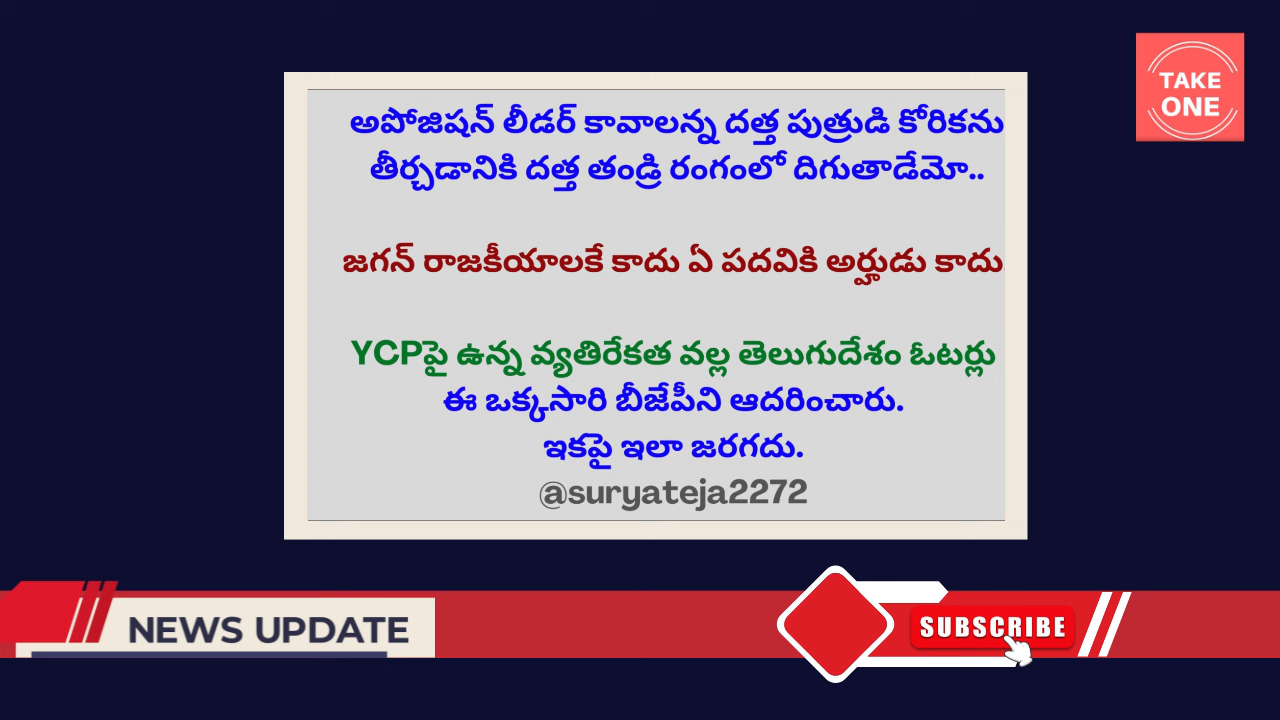 TAKE
ONE
అపోజిషన్ లీడర్ కావాలన్న దత్త పుత్రుడి కోరికను
తీర్చడానికి దత్త తండ్రి రంగంలో దిగుతాడేమో..
జగన్ రాజకీయాలకే కాదు ఏ పదవికి అర్హుడు కాదు.
YCPపై ఉన్న వ్యతిరేకత వల్ల తెలుగుదేశం ఓటర్లు
ఈ ఒక్కసారి బీజేపీని ఆదరించారు.
ఇకపై ఇలా జరగదు.
@suryateja2272
NEWS UPDATE
SUBSCRIBE